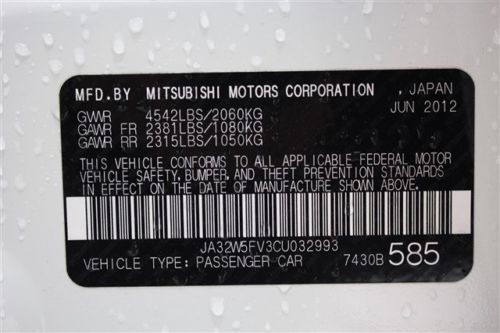 MFD.BY MITSUBISHI MOTORS CORPORATION , JAPAN
JUN 2012
GVWR 4542LBS/2060KG
GAWR FR 2381LBS/1080KG
GAWR RR 2315LBS/1050KG
THIS VEHICLE CONFORMS TO ALL APPLICABLE FEDERAL MOTOR
VEHICLE SAFETY, BUMPER, AND THEFT PREVENTION STANDARDS
IN EFFECT ON THE DATE OF MANUFACTURE SHOWN ABOVE.
JA32W5FV3CU032993
VEHICLE TYPE: PASSENGER CAR 7430B 585